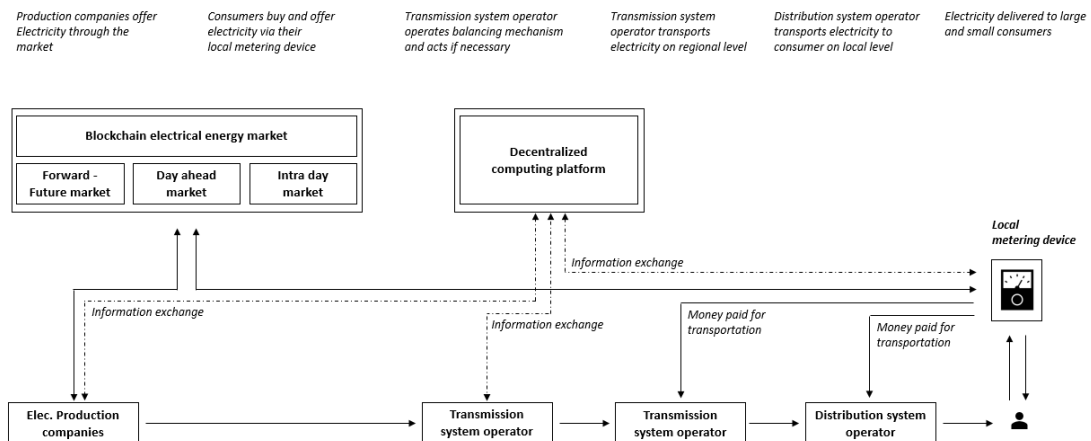 Production companies offer
Electricity through the
market
Consumers buy and offer
electricity via their
local metering device
Transmission system operator
operates balancing mechanism
and acts if necessary
Transmission system
operator transports
electricity on regional level
Distribution system operator
transports electricity to
consumer on local level
Electricity delivered to large
and small consumers
Blockchain electrical energy market
Forward -
Future market
Day ahead
market
Intra day
market
Decentralized
computing platform
Local
metering device
Information exchange
Information exchange
Information exchange
Money paid for
transportation
Money paid for
transportation
Elec. Production
companies
Transmission
system operator
Transmission
system operator
Distribution system
operator